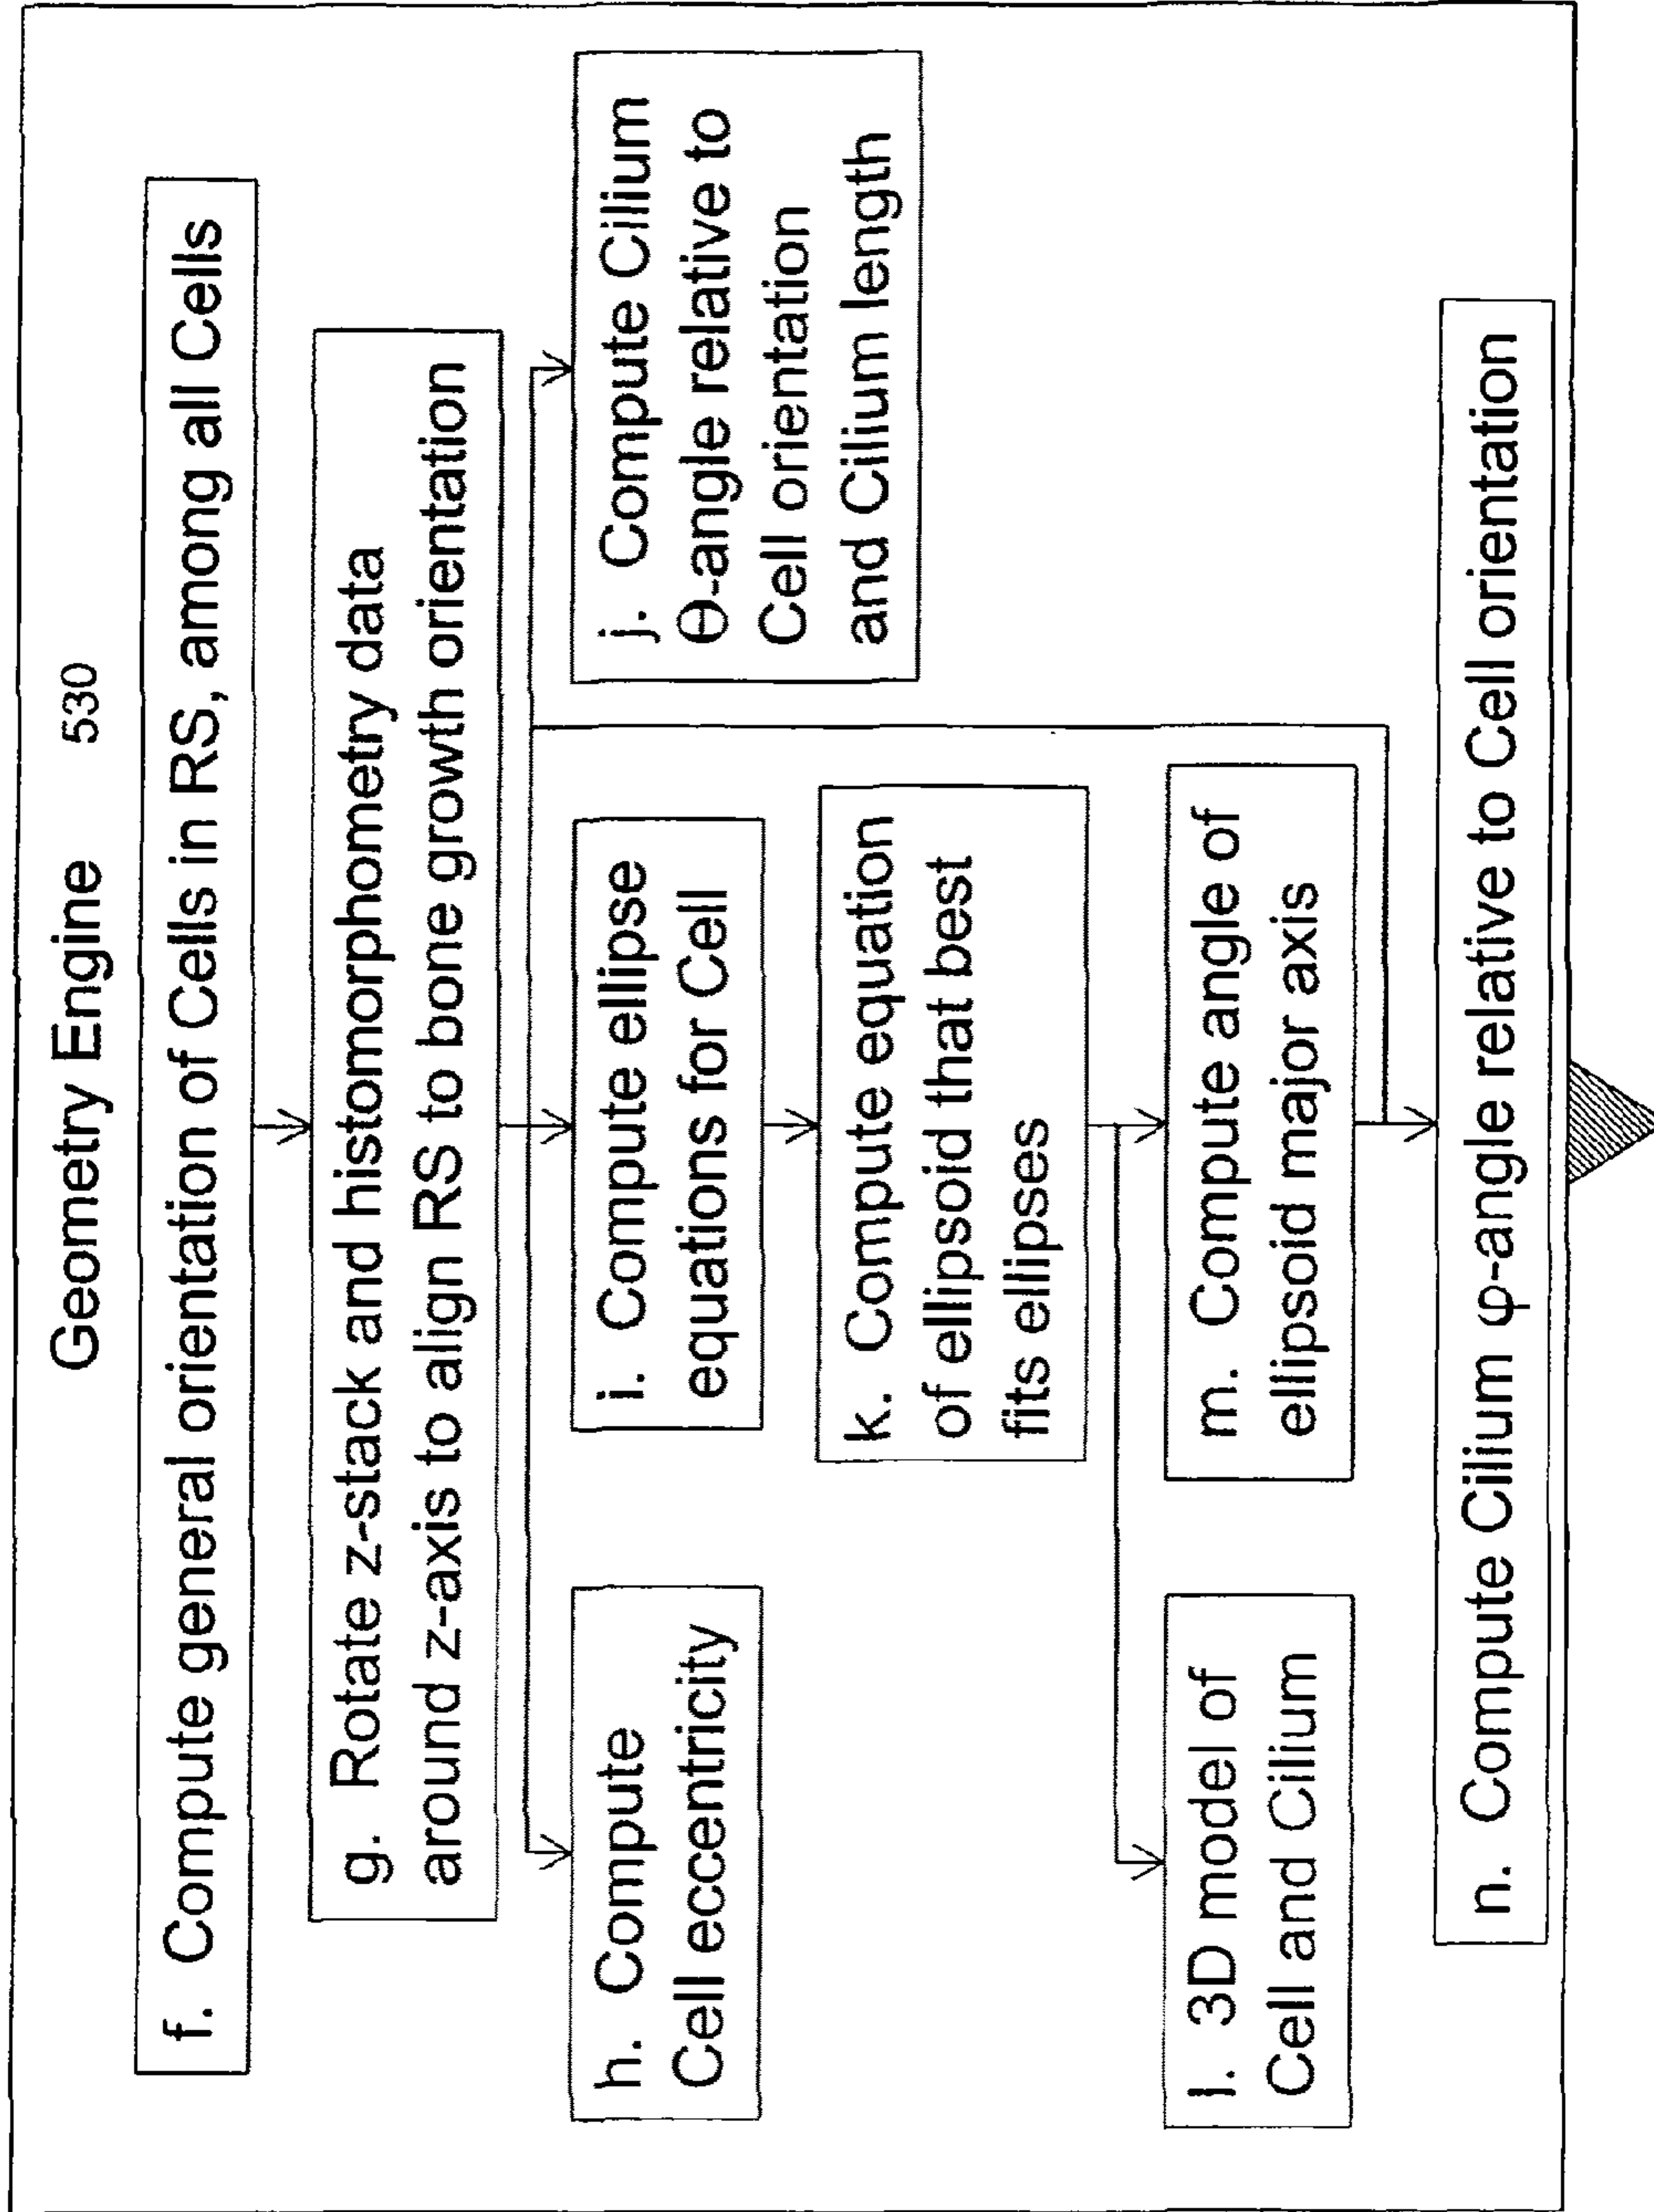 Geometry Engine 530
f. Compute general orientation of Cells in RS, among all Cells
g. Rotate z-stack and histomorphometry data
around z-axis to align RS to bone growth orientation
h. Compute
Cell eccentricity
i. Compute ellipse
equations for Cell
j. Compute Cilium
Θ-angle relative to
Cell orientation
and Cilium length
k. Compute equation
of ellipsoid that best
fits ellipses
l. 3D model of
Cell and Cilium
m. Compute angle of
ellipsoid major axis
n. Compute Cilium φ-angle relative to Cell orientation